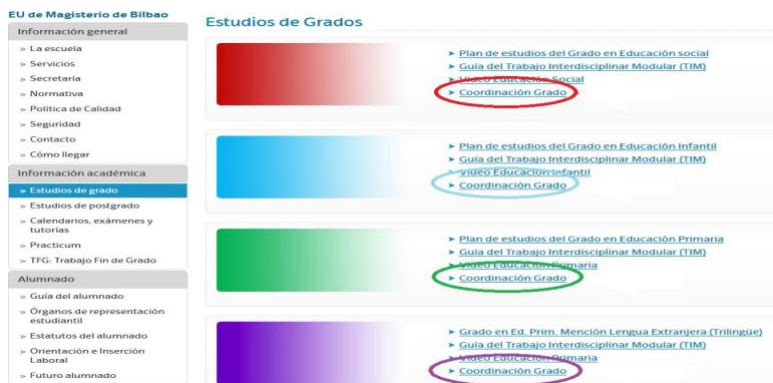 EU de Magisterio de Bilbao
Información general
» La escuela
» Servicios
» Secretaría
» Normativa
» Política de Calidad
» Seguridad
» Contacto
» Cómo llegar
Información académica
» Estudios de grado
» Estudios de postgrado
» Calendarios, exámenes y
tutorías
» Practicum
» TFG: Trabajo Fin de Grado
Alumnado
» Guía del alumnado
» Órganos de representación
estudiantil
» Estatutos del alumnado
» Orientación e Inserción
Laboral
» Futuro alumnado
Estudios de Grados
➤ Plan de estudios del Grado en Educación social
➤ Guía del Trabajo Interdisciplinar Modular (TIM)
➤ Video Educación Social
➤ Coordinación Grado
➤ Plan de estudios del Grado en Educación Infantil
➤ Guía del Trabajo Interdisciplinar Modular (TIM)
➤ Video Educación Infantil
➤ Coordinación Grado
➤ Plan de estudios del Grado en Educación Primaria
➤ Guía del Trabajo Interdisciplinar Modular (TIM)
➤ Video Educación Primaria
➤ Coordinación Grado
➤ Grado en Ed. Prim. Mención Lengua Extranjera (Trilingüe)
➤ Guía del Trabajo Interdisciplinar Modular (TIM)
➤ Video Educación Primaria
➤ Coordinación Grado